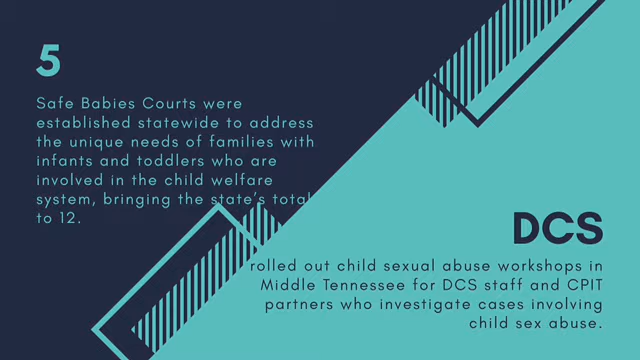 5
Safe Babies Courts were
established statewide to address
the unique needs of families with
infants and toddlers who are
involved in the child welfare
system, bringing the state's total
to 12.
DCS
rolled out child sexual abuse workshops in
Middle Tennessee for DCS staff and CPIT
partners who investigate cases involving
child sex abuse.